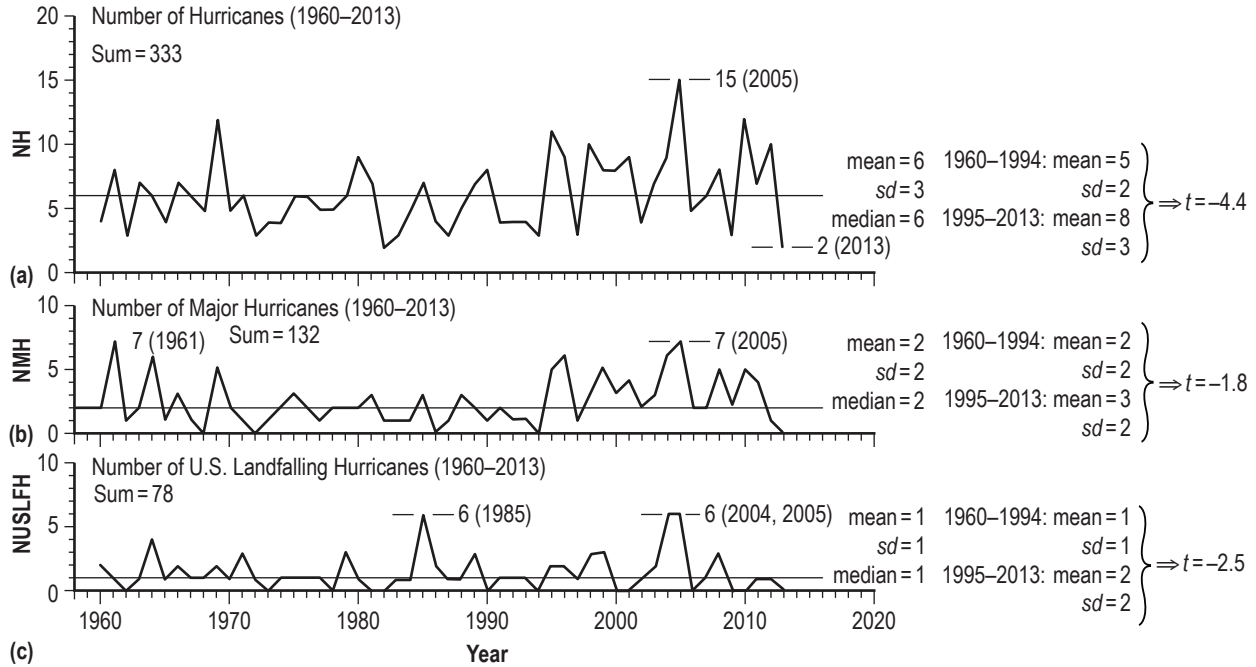 Number of Hurricanes (1960–2013)
Sum = 333
15 (2005)
2 (2013)
20
15
10
5
0
NH
(a)
mean = 6 1960–1994: mean = 5
sd = 3 sd = 2
median = 6 1995–2013: mean = 8
sd = 3
⇒ t = –4.4
Number of Major Hurricanes (1960–2013)
Sum = 132
7 (1961)
7 (2005)
10
5
0
NMH
(b)
mean = 2 1960–1994: mean = 2
sd = 2 sd = 2
median = 2 1995–2013: mean = 3
sd = 2
⇒ t = –1.8
Number of U.S. Landfalling Hurricanes (1960–2013)
Sum = 78
6 (1985)
6 (2004, 2005)
10
5
0
NUSLFH
mean = 1 1960–1994: mean = 1
sd = 1 sd = 1
median = 1 1995–2013: mean = 2
sd = 2
⇒ t = –2.5
1960 1970 1980 1990 2000 2010 2020
(c)
Year